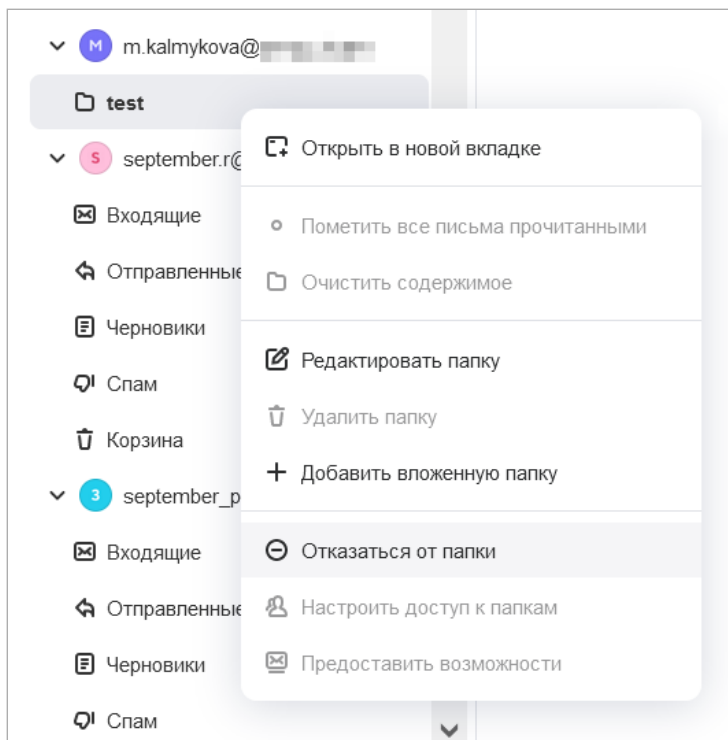 M m.kalmykova@
test
Открыть в новой вкладке
S september.r@
Входящие
Пометить все письма прочитанными
Отправленные
Очистить содержимое
Черновики
Редактировать папку
Спам
Удалить папку
Корзина
Добавить вложенную папку
3 september_p
Входящие
Отказаться от папки
Отправленные
Настроить доступ к папкам
Черновики
Предоставить возможности
Спам